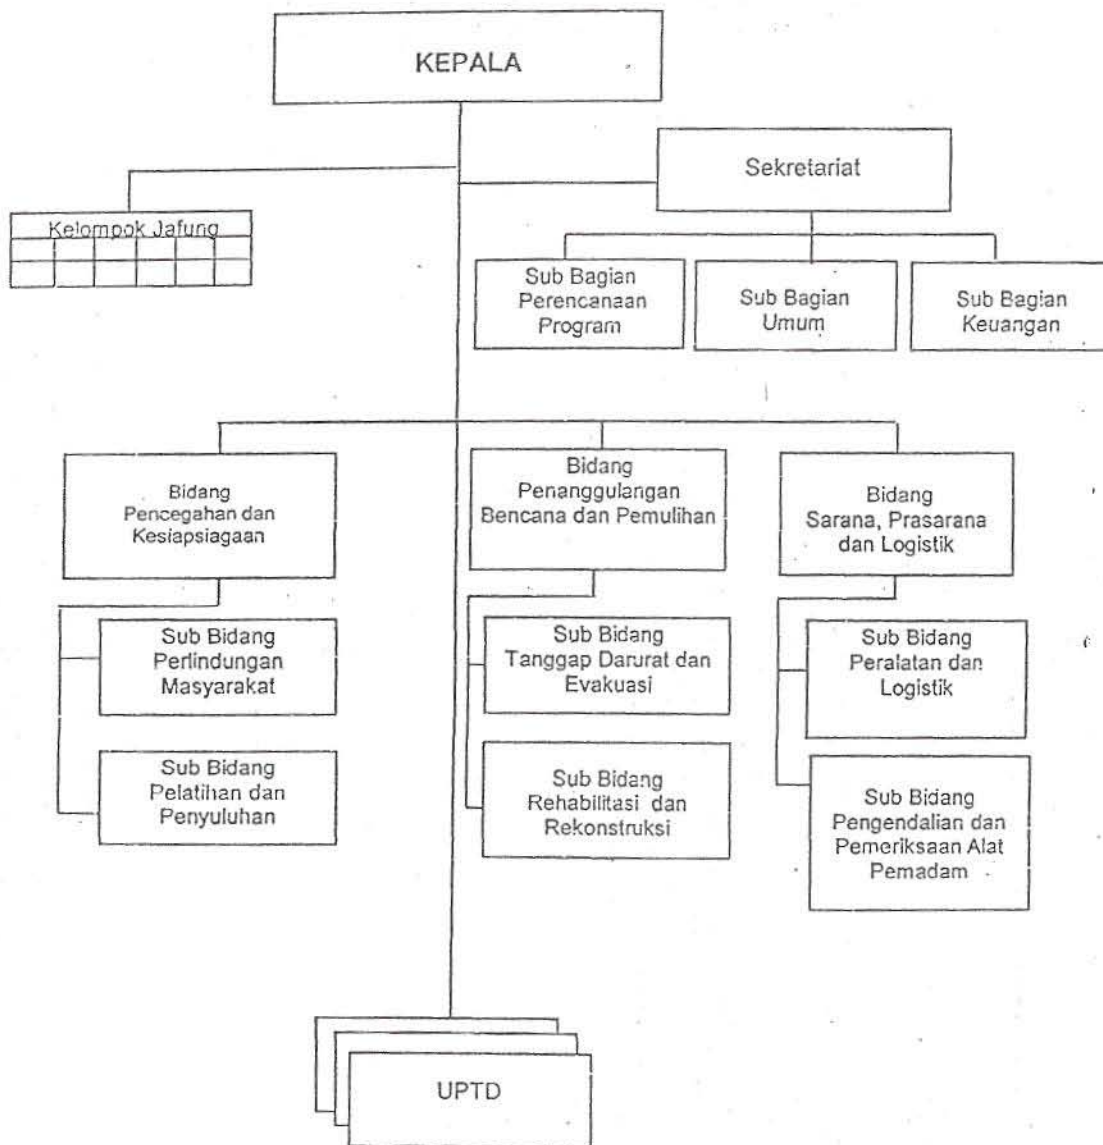 KEPALA
Sekretariat
Kelompok Jafung
Sub Bagian
Perencanaan
Program
Sub Bagian
Umum
Sub Bagian
Keuangan
Bidang
Pencegahan dan
Kesiapsiagaan
Bidang
Penanggulangan
Bencana dan Pemulihan
Bidang
Sarana, Prasarana
dan Logistik
Sub Bidang
Perlindungan
Masyarakat
Sub Bidang
Tanggap Darurat dan
Evakuasi
Sub Bidang
Peralatan dan
Logistik
Sub Bidang
Pelatihan dan
Penyuluhan
Sub Bidang
Rehabilitasi dan
Rekonstruksi
Sub Bidang
Pengendalian dan
Pemeriksaan Alat
Pemadam
UPTD